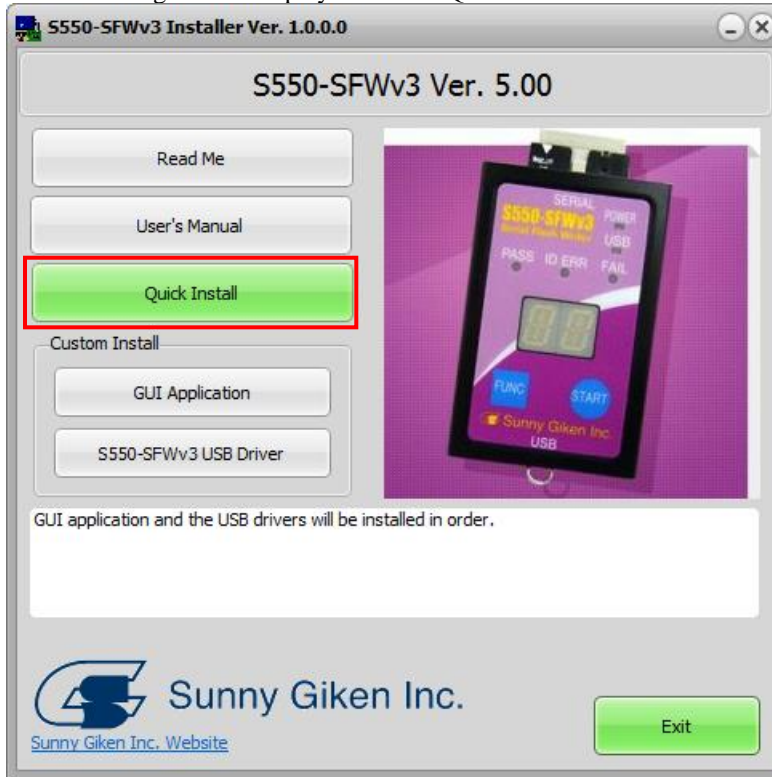 S550-SFWv3 Installer Ver. 1.0.0.0
S550-SFWv3 Ver. 5.00
Read Me
User's Manual
Quick Install
Custom Install
GUI Application
S550-SFWv3 USB Driver
SERIAL
S550-SFWv3
Serial Flash Writer
POWER
USB
PASS ID ERR FAIL
FUNC
START
Sunny Giken Inc.
USB
GUI application and the USB drivers will be installed in order.
Sunny Giken Inc.
Sunny Giken Inc. Website
Exit